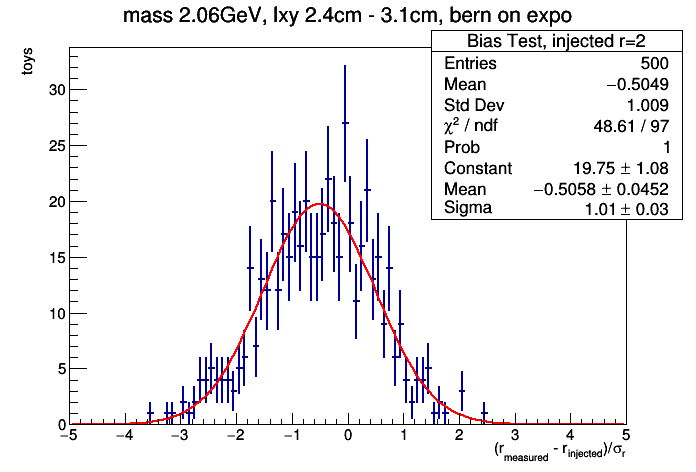 mass 2.06GeV, lxy 2.4cm - 3.1cm, bern on expo
toys
Bias Test, injected r=2
Entries 500
Mean −0.5049
Std Dev 1.009
χ² / ndf 48.61 / 97
Prob 1
Constant 19.75 ± 1.08
Mean −0.5058 ± 0.0452
Sigma 1.01 ± 0.03
30
25
20
15
10
5
0
−5 −4 −3 −2 −1 0 1 2 3 4 5
(r_measured - r_injected)/σ_r